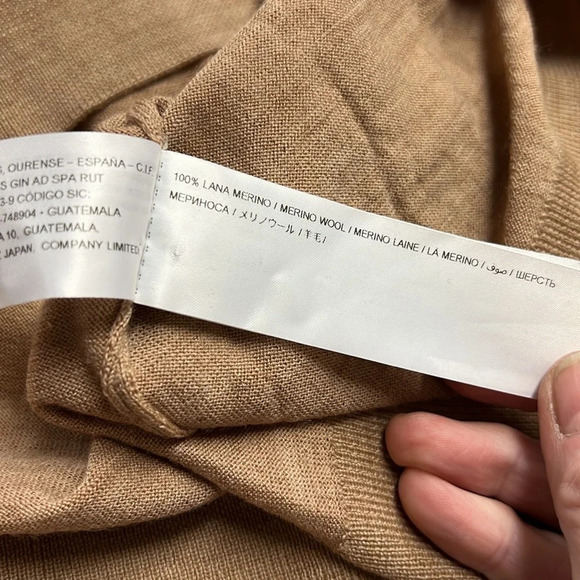 , OURENSE – ESPAÑA – C.I.F
S GIN AD SPA RUT
3-9 CÓDIGO SIC:
-748904 • GUATEMALA
A 10, GUATEMALA.
JAPAN, COMPANY LIMITED
100% LANA MERINO / MERINO WOOL / MERINO LAINE / LÃ MERINO / صوف / ШЕРСТЬ
МЕРИНОСА / メリノウール / 羊毛 /